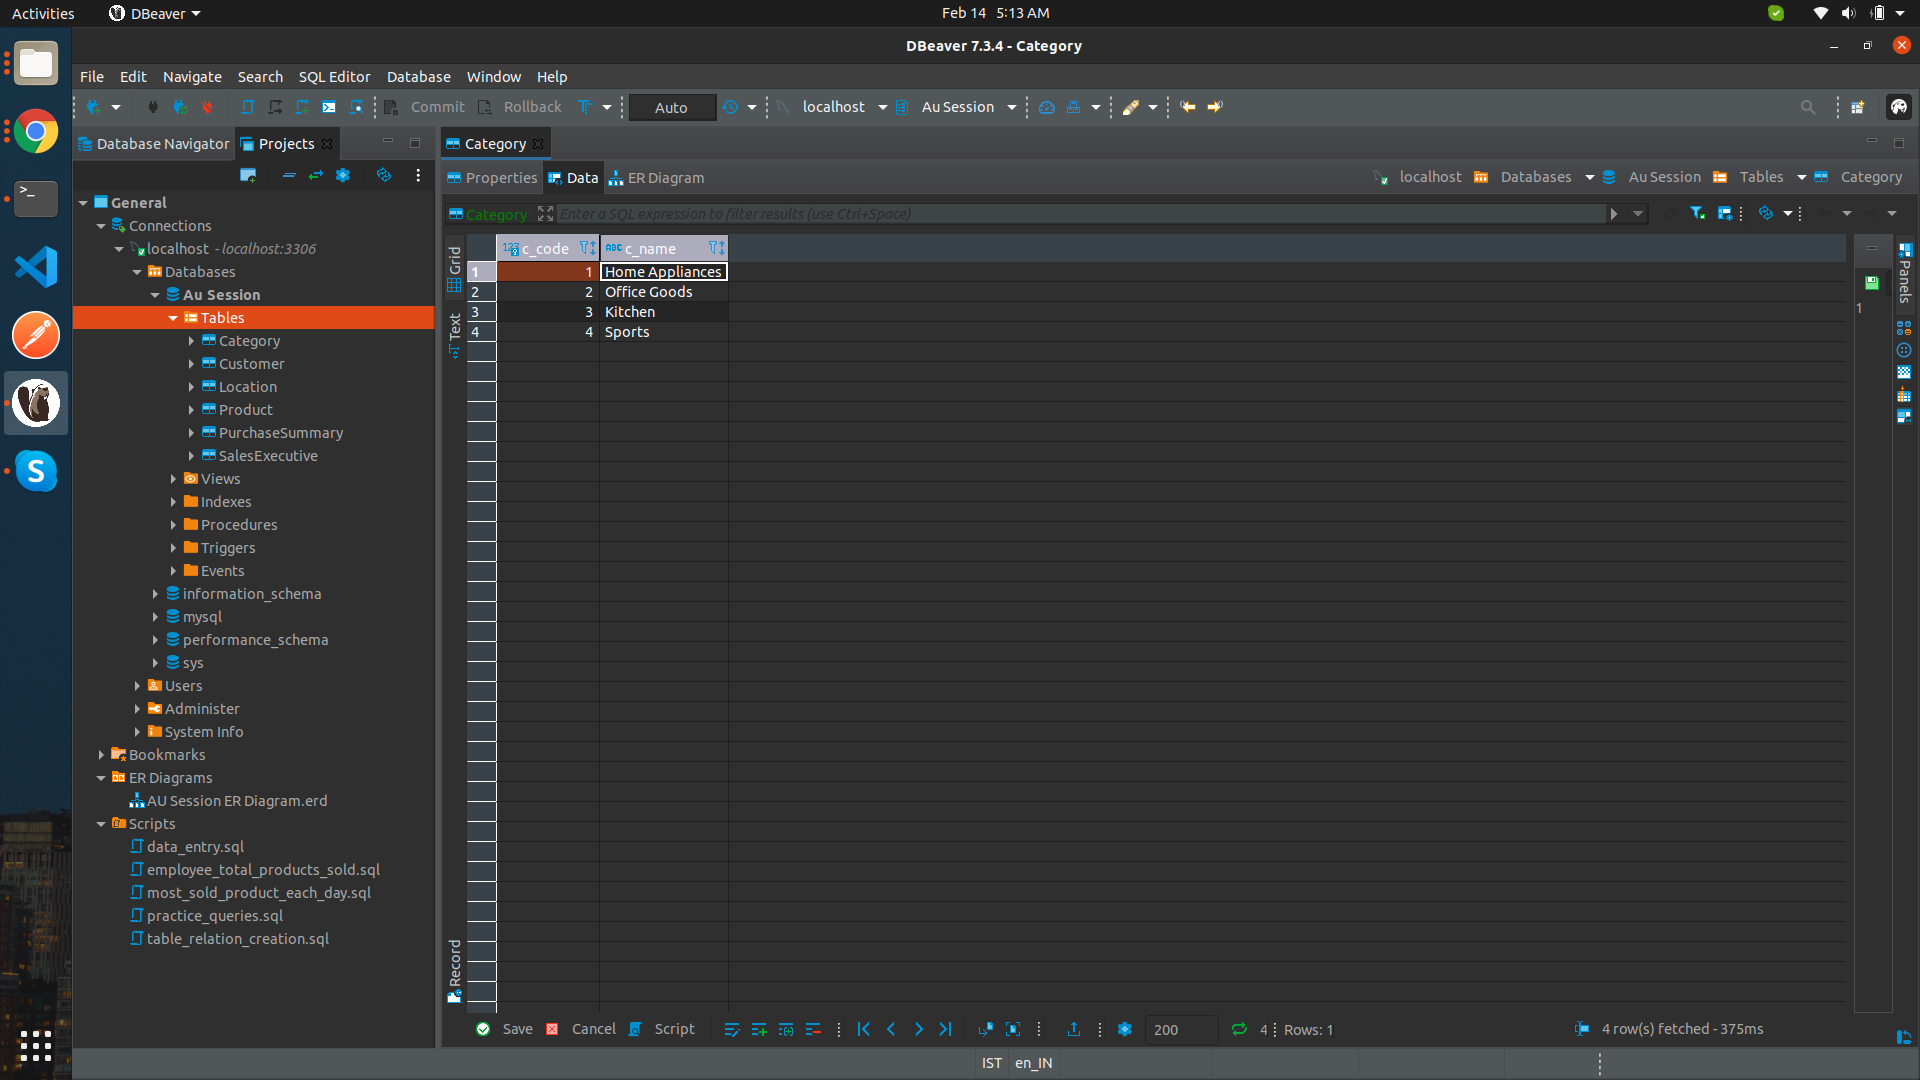 Activities DBeaver Feb 14 5:13 AM
DBeaver 7.3.4 - Category
File Edit Navigate Search SQL Editor Database Window Help
Commit Rollback Auto localhost Au Session
Database Navigator Projects
Category
Properties Data ER Diagram localhost Databases Au Session Tables Category
Category Enter a SQL expression to filter results (use Ctrl+Space)
General
Connections
localhost - localhost:3306
Databases
Au Session
Tables
Category
Customer
Location
Product
PurchaseSummary
SalesExecutive
Views
Indexes
Procedures
Triggers
Events
information_schema
mysql
performance_schema
sys
Users
Administer
System Info
Bookmarks
ER Diagrams
AU Session ER Diagram.erd
Scripts
data_entry.sql
employee_total_products_sold.sql
most_sold_product_each_day.sql
practice_queries.sql
table_relation_creation.sql
Grid
Text
Record
123 c_code ABC c_name
1 1 Home Appliances
2 2 Office Goods
3 3 Kitchen
4 4 Sports
1
Panels
Save Cancel Script 200 4 Rows: 1 4 row(s) fetched - 375ms
IST en_IN